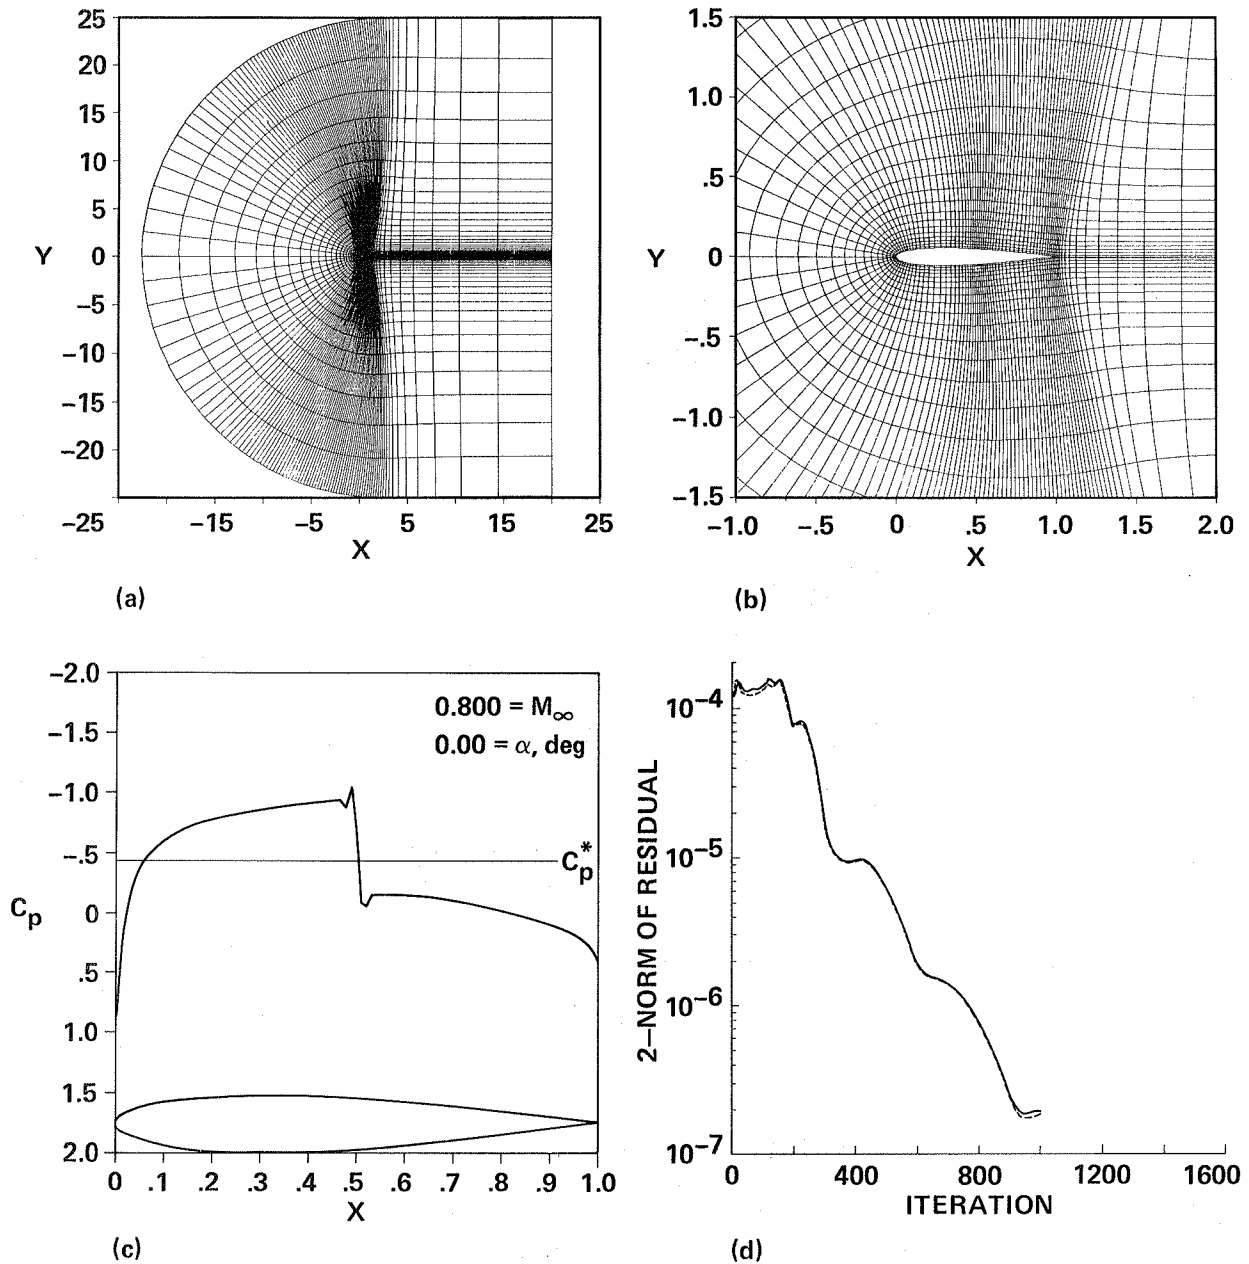 25
20
15
10
5
Y 0
−5
−10
−15
−20
−25 −15 −5 5 15 25
X
(a)
1.5
1.0
.5
Y 0
−.5
−1.0
−1.5
−1.0 −.5 0 .5 1.0 1.5 2.0
X
(b)
−2.0
−1.5
−1.0
−.5
Cp 0
.5
1.0
1.5
2.0
0.800 = M∞
0.00 = α, deg
Cp*
0 .1 .2 .3 .4 .5 .6 .7 .8 .9 1.0
X
(c)
2−NORM OF RESIDUAL
10−4
10−5
10−6
10−7
0 400 800 1200 1600
ITERATION
(d)